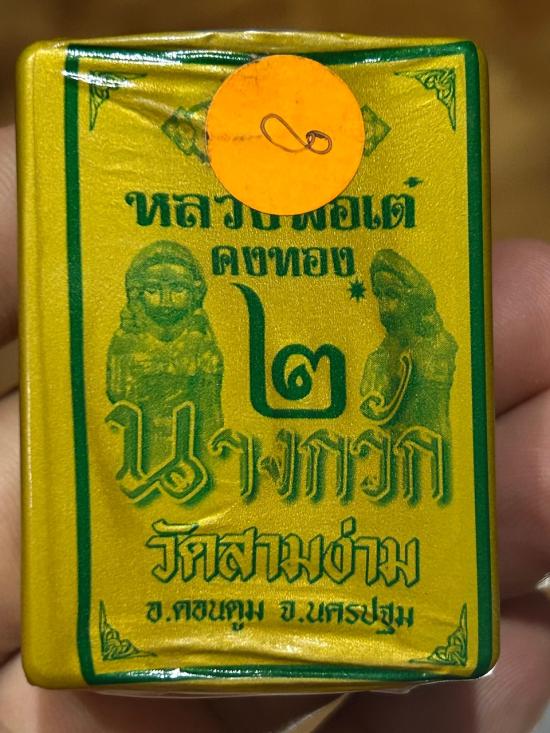 หลวงพ่อเต๋
คงทอง
๒
นางกวัก
วัดสามง่าม
อ.ดอนตูม จ.นครปฐม